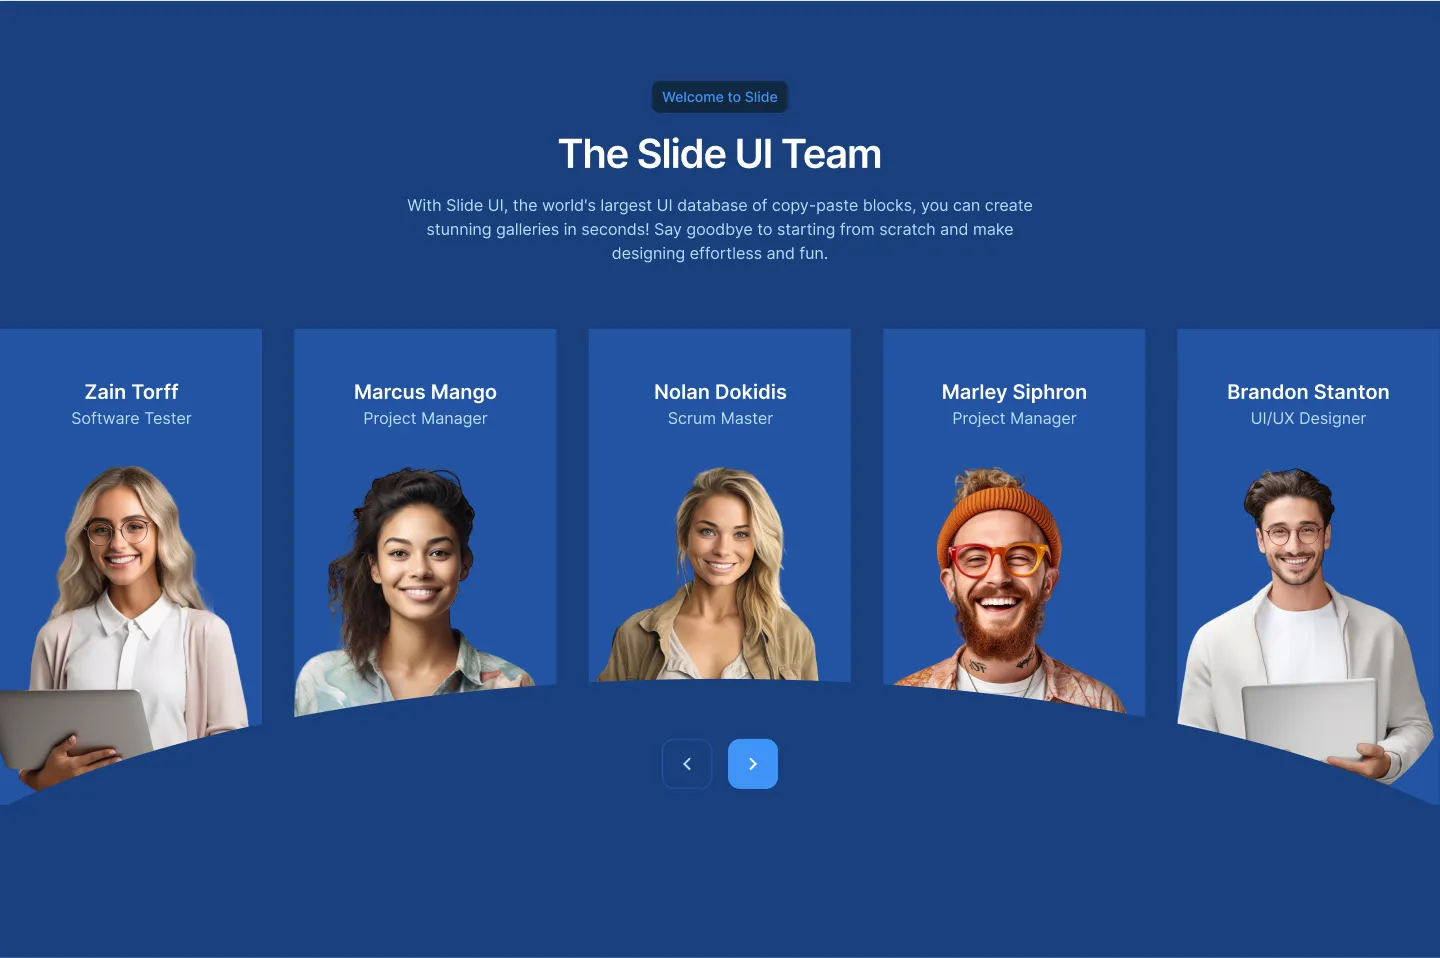 Welcome to Slide
The Slide UI Team
With Slide UI, the world's largest UI database of copy-paste blocks, you can create
stunning galleries in seconds! Say goodbye to starting from scratch and make
designing effortless and fun.
Zain Torff
Software Tester
Marcus Mango
Project Manager
Nolan Dokidis
Scrum Master
Marley Siphron
Project Manager
Brandon Stanton
UI/UX Designer